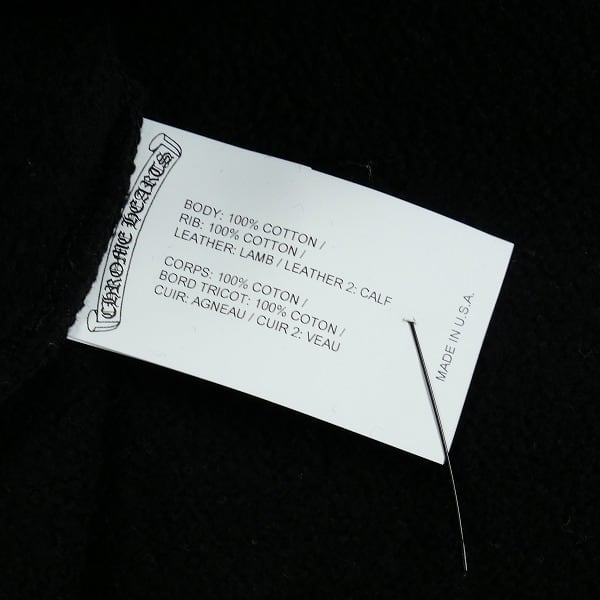 CHROME HEARTS
BODY: 100% COTTON /
RIB: 100% COTTON /
LEATHER: LAMB / LEATHER 2: CALF
CORPS: 100% COTON /
BORD TRICOT: 100% COTON /
CUIR: AGNEAU / CUIR 2: VEAU
MADE IN U.S.A.